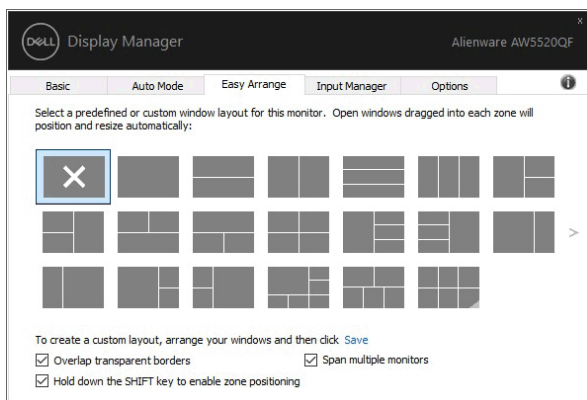 x
DELL Display Manager Alienware AW5520QF
Basic Auto Mode Easy Arrange Input Manager Options
Select a predefined or custom window layout for this monitor. Open windows dragged into each zone will
position and resize automatically:
>
To create a custom layout, arrange your windows and then click Save
Overlap transparent borders Span multiple monitors
Hold down the SHIFT key to enable zone positioning